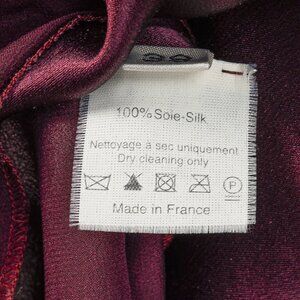 100% Soie-Silk
Nettoyage à sec uniquement
Dry cleaning only
P
Made in France